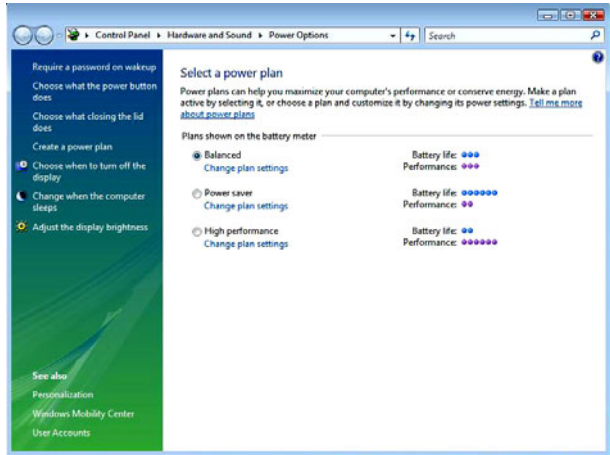 Control Panel ▸ Hardware and Sound ▸ Power Options
Search
Require a password on wakeup
Choose what the power button
does
Choose what closing the lid
does
Create a power plan
Choose when to turn off the
display
Change when the computer
sleeps
Adjust the display brightness
See also
Personalization
Windows Mobility Center
User Accounts
Select a power plan
Power plans can help you maximize your computer's performance or conserve energy. Make a plan
active by selecting it, or choose a plan and customize it by changing its power settings. Tell me more
about power plans
Plans shown on the battery meter
Balanced Battery life:
Change plan settings Performance:
Power saver Battery life:
Change plan settings Performance:
High performance Battery life:
Change plan settings Performance: